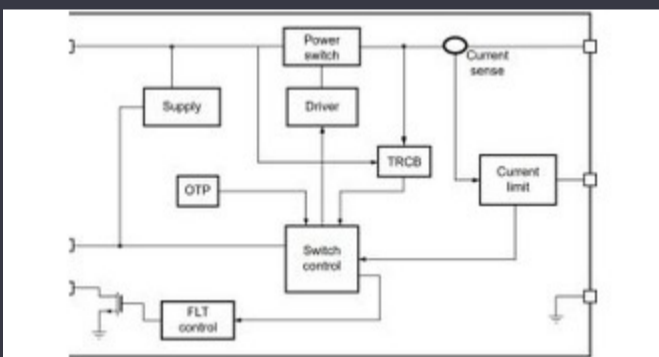 Power
switch
Current
sense
Supply
Driver
TRCB
Current
limit
OTP
Switch
control
FLT
control